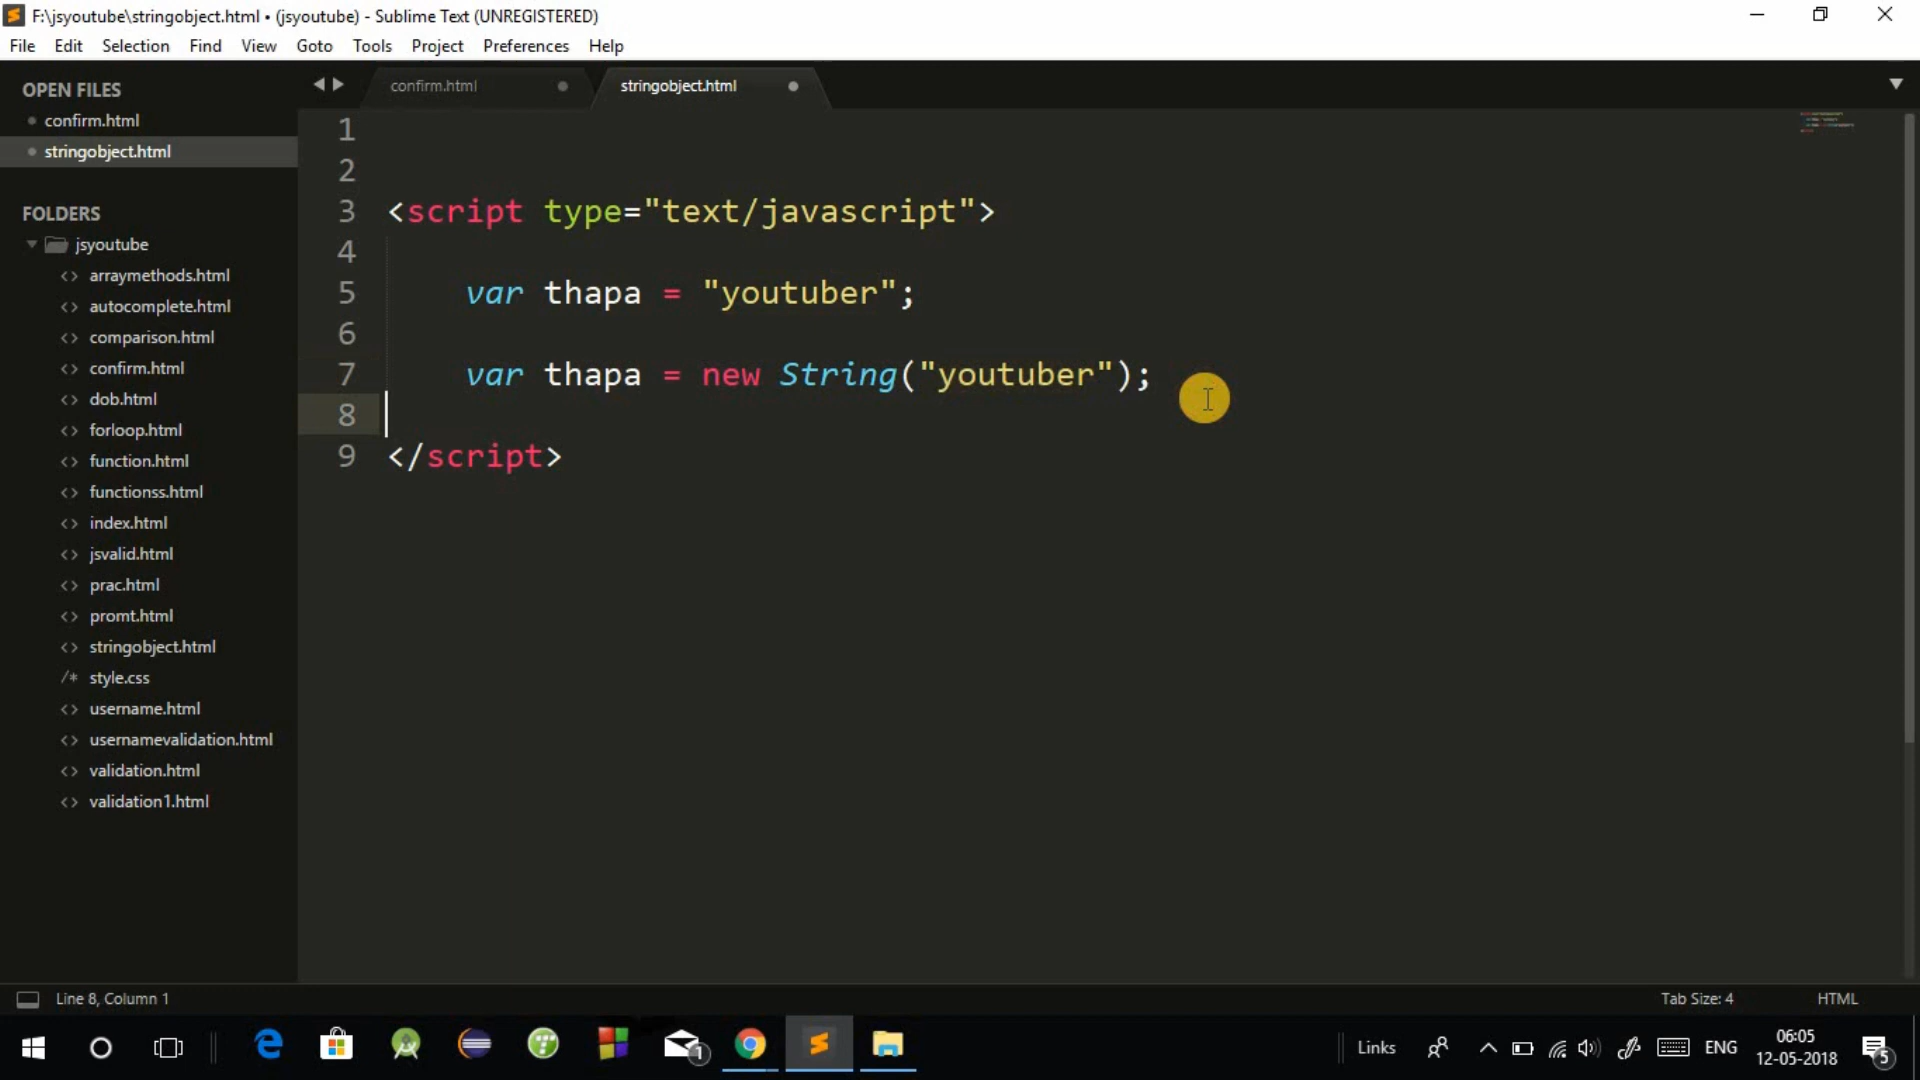 F:\jsyoutube\stringobject.html • (jsyoutube) - Sublime Text (UNREGISTERED)
File Edit Selection Find View Goto Tools Project Preferences Help
OPEN FILES
confirm.html
stringobject.html
FOLDERS
jsyoutube
<> arraymethods.html
<> autocomplete.html
<> comparison.html
<> confirm.html
<> dob.html
<> forloop.html
<> function.html
<> functionss.html
<> index.html
<> jsvalid.html
<> prac.html
<> promt.html
<> stringobject.html
/* style.css
<> username.html
<> usernamevalidation.html
<> validation.html
<> validation1.html
confirm.html stringobject.html
1
2
3 <script type="text/javascript">
4
5 var thapa = "youtuber";
6
7 var thapa = new String("youtuber");
8
9 </script>
Line 8, Column 1 Tab Size: 4 HTML
1 Links ENG 06:05
12-05-2018 5